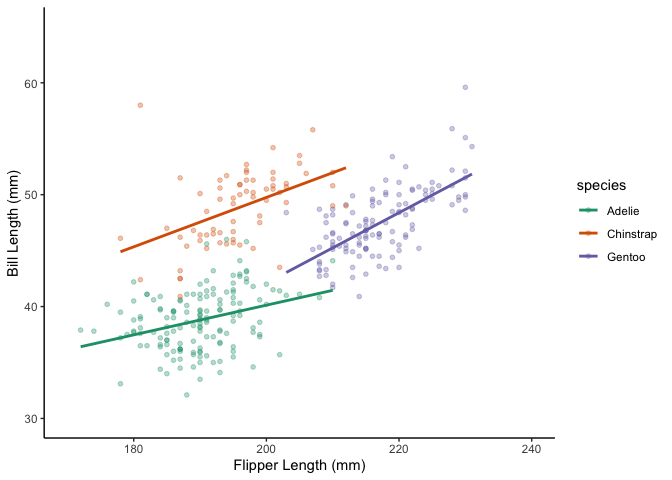 60
50
40
30
Bill Length (mm)
180
200
220
240
Flipper Length (mm)
species
Adelie
Chinstrap
Gentoo